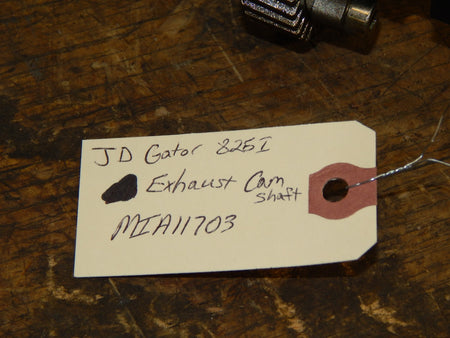 JD Gator 825I
Exhaust Cam
shaft
MIA11703